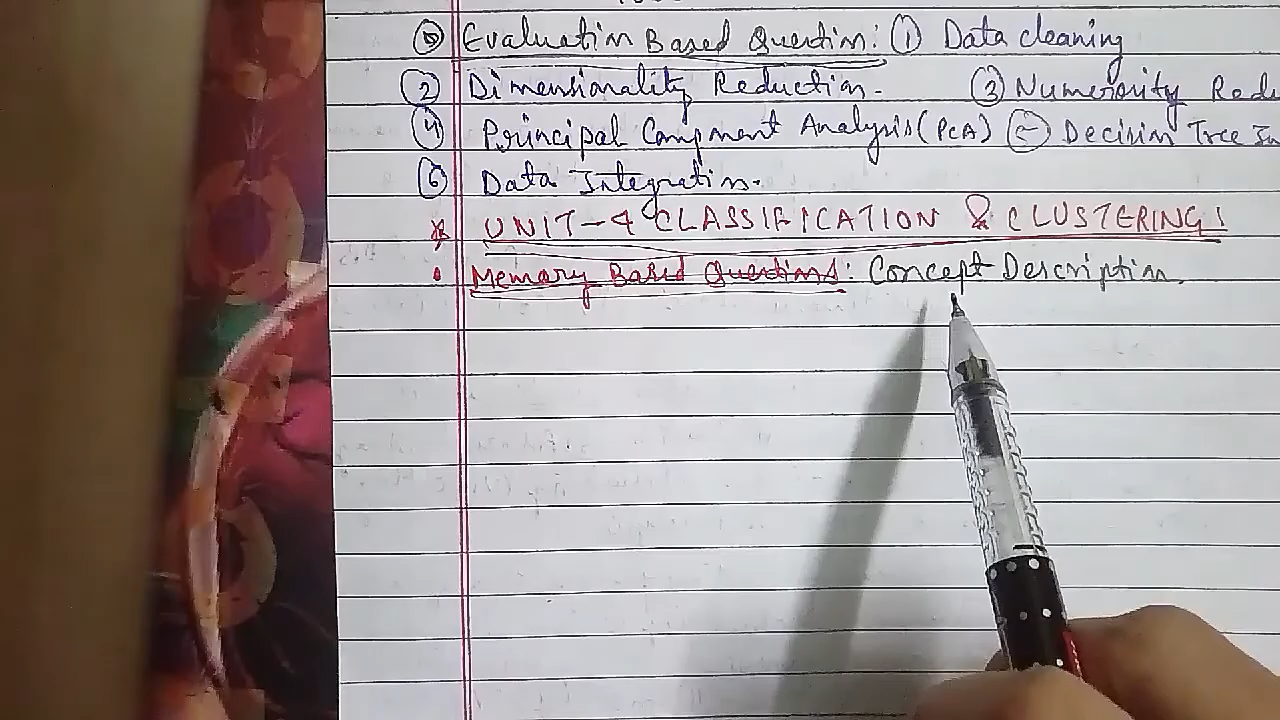 ⑤ Evaluation Based Question: ① Data cleaning
② Dimensionality Reduction. ③ Numerosity Redu
④ Principal Component Analysis (PCA) ⑤ Decision Tree In
⑥ Data Integration.
* UNIT-4 CLASSIFICATION & CLUSTERING!
• Memory Based Questions: Concept Description.